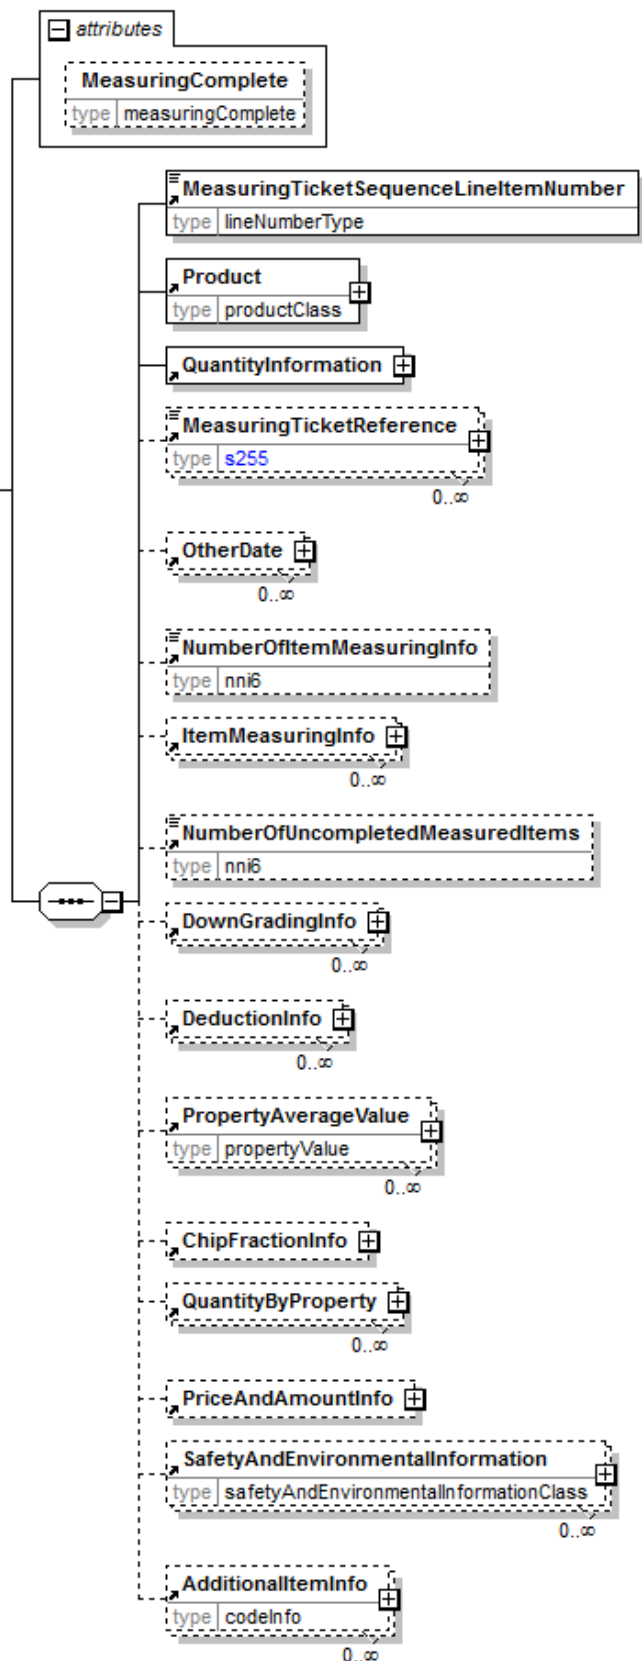 attributes
MeasuringComplete
type measuringComplete
MeasuringTicketSequenceLineItemNumber
type lineNumberType
Product
type productClass
QuantityInformation
MeasuringTicketReference
type s255
0..∞
OtherDate
0..∞
NumberOfItemMeasuringInfo
type nni6
ItemMeasuringInfo
0..∞
NumberOfUncompletedMeasuredItems
type nni6
DownGradingInfo
0..∞
DeductionInfo
0..∞
PropertyAverageValue
type propertyValue
0..∞
ChipFractionInfo
QuantityByProperty
0..∞
PriceAndAmountInfo
SafetyAndEnvironmentalInformation
type safetyAndEnvironmentalInformationClass
0..∞
AdditionalItemInfo
type codeInfo
0..∞